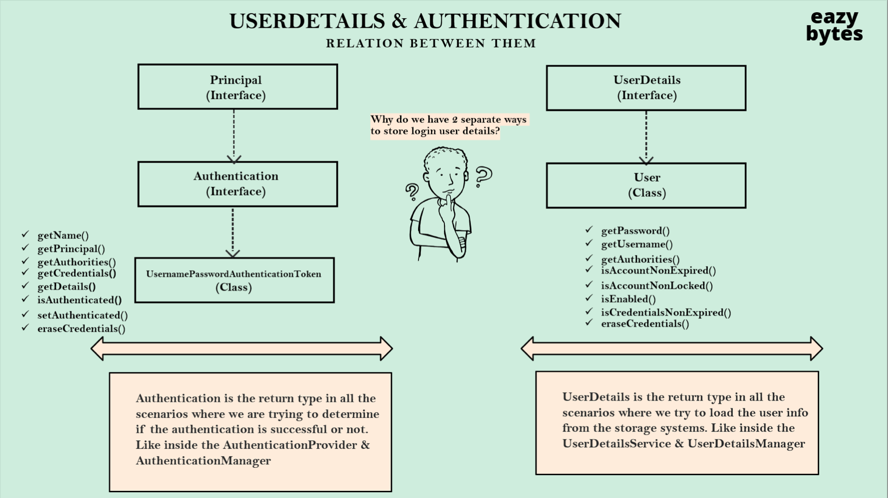 USERDETAILS & AUTHENTICATION
RELATION BETWEEN THEM
eazy
bytes
Principal
(Interface)
Authentication
(Interface)
UsernamePasswordAuthenticationToken
(Class)
✓ getName()
✓ getPrincipal()
✓ getAuthorities()
✓ getCredentials()
✓ getDetails()
✓ isAuthenticated()
✓ setAuthenticated()
✓ eraseCredentials()
Authentication is the return type in all the
scenarios where we are trying to determine
if the authentication is successful or not.
Like inside the AuthenticationProvider &
AuthenticationManager
Why do we have 2 separate ways
to store login user details?
? ?
UserDetails
(Interface)
User
(Class)
✓ getPassword()
✓ getUsername()
✓ getAuthorities()
✓ isAccountNonExpired()
✓ isAccountNonLocked()
✓ isEnabled()
✓ isCredentialsNonExpired()
✓ eraseCredentials()
UserDetails is the return type in all the
scenarios where we try to load the user info
from the storage systems. Like inside the
UserDetailsService & UserDetailsManager